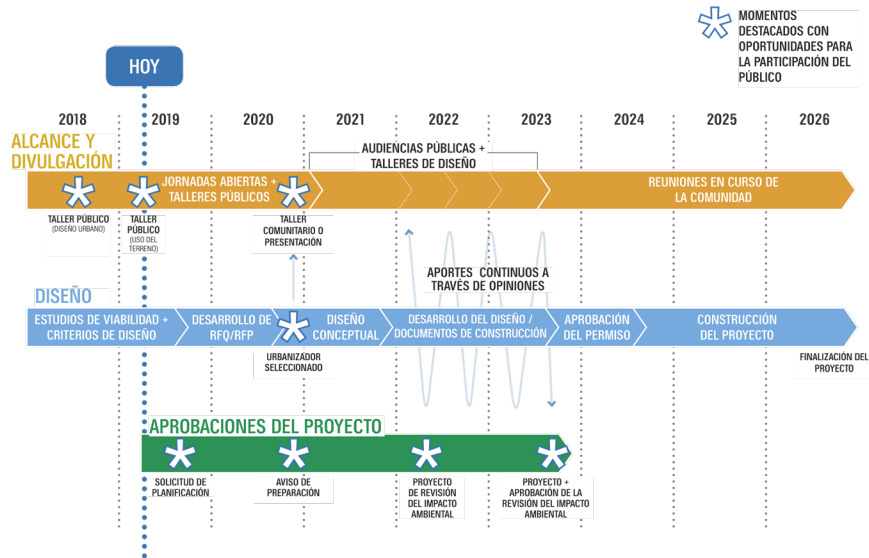 MOMENTOS
DESTACADOS CON
OPORTUNIDADES PARA
LA PARTICIPACIÓN DEL
PÚBLICO
HOY
2018
2019
2020
2021
2022
2023
2024
2025
2026
ALCANCE Y
DIVULGACIÓN
AUDIENCIAS PÚBLICAS +
TALLERES DE DISEÑO
JORNADAS ABIERTAS +
TALLERES PÚBLICOS
REUNIONES EN CURSO DE
LA COMUNIDAD
TALLER PÚBLICO
(DISEÑO URBANO)
TALLER
PÚBLICO
(USO DEL
TERRENO)
TALLER
COMUNITARIO O
PRESENTACIÓN
APORTES CONTINUOS A
TRAVÉS DE OPINIONES
DISEÑO
ESTUDIOS DE VIABILIDAD +
CRITERIOS DE DISEÑO
DESARROLLO DE
RFQ/RFP
DISEÑO
CONCEPTUAL
DESARROLLO DEL DISEÑO /
DOCUMENTOS DE CONSTRUCCIÓN
APROBACIÓN
DEL PERMISO
CONSTRUCCIÓN
DEL PROYECTO
URBANIZADOR
SELECCIONADO
FINALIZACIÓN DEL
PROYECTO
APROBACIONES DEL PROYECTO
SOLICITUD DE
PLANIFICACIÓN
AVISO DE
PREPARACIÓN
PROYECTO
DE REVISIÓN
DEL IMPACTO
AMBIENTAL
PROYECTO +
APROBACIÓN DE LA
REVISIÓN DEL IMPACTO
AMBIENTAL